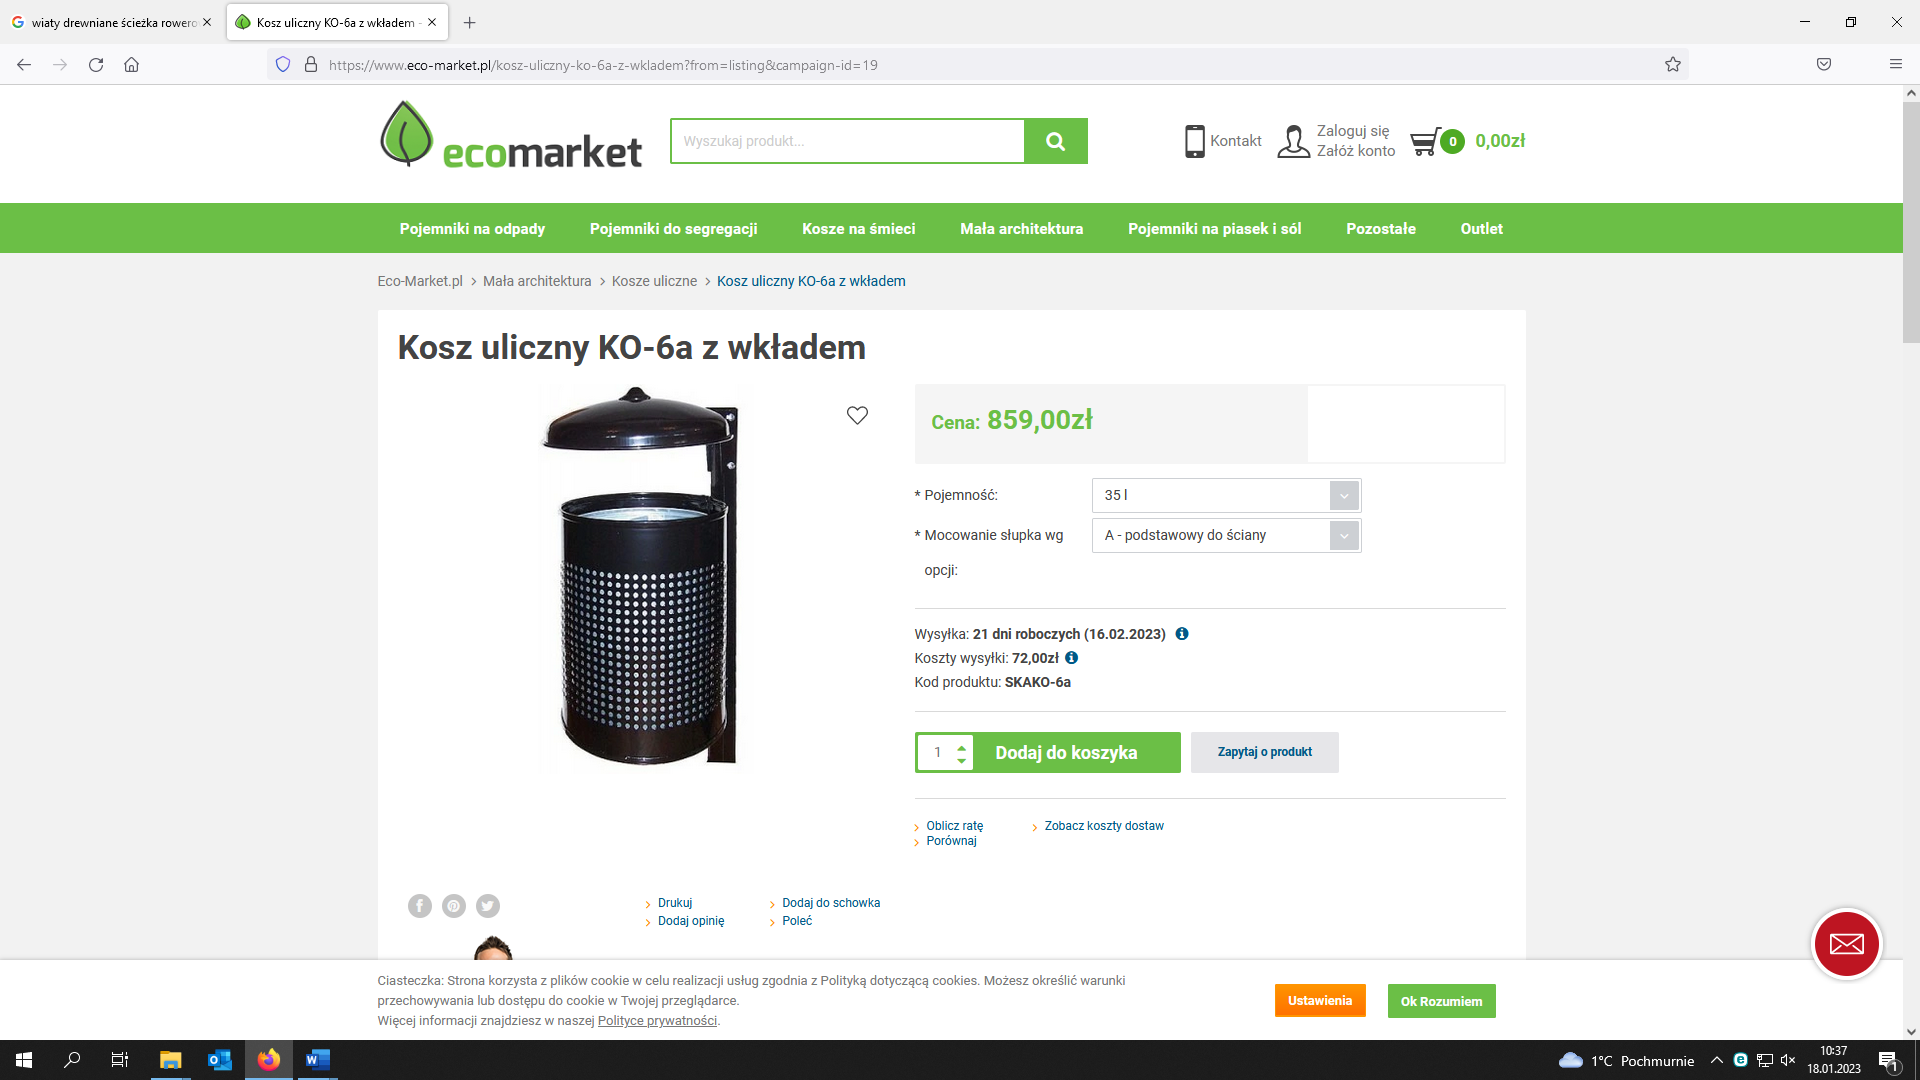 wiaty drewniane ścieżka rowero
Kosz uliczny KO-6a z wkładem -
https://www.eco-market.pl/kosz-uliczny-ko-6a-z-wkladem?from=listing&campaign-id=19
ecomarket
Wyszukaj produkt...
Kontakt
Zaloguj się
Załóż konto
0
0,00zł
Pojemniki na odpady Pojemniki do segregacji Kosze na śmieci Mała architektura Pojemniki na piasek i sól Pozostałe Outlet
Eco-Market.pl > Mała architektura > Kosze uliczne > Kosz uliczny KO-6a z wkładem
Kosz uliczny KO-6a z wkładem
Cena: 859,00zł
* Pojemność: 35 l
* Mocowanie słupka wg A - podstawowy do ściany
opcji:
Wysyłka: 21 dni roboczych (16.02.2023)
Koszty wysyłki: 72,00zł
Kod produktu: SKAKO-6a
1 Dodaj do koszyka Zapytaj o produkt
Oblicz ratę Zobacz koszty dostaw
Porównaj
Drukuj Dodaj do schowka
Dodaj opinię Poleć
Ciasteczka: Strona korzysta z plików cookie w celu realizacji usług zgodnia z Polityką dotyczącą cookies. Możesz określić warunki
przechowywania lub dostępu do cookie w Twojej przeglądarce.
Więcej informacji znajdziesz w naszej Polityce prywatności.
Ustawienia Ok Rozumiem
1°C Pochmurnie
10:37
18.01.2023
1